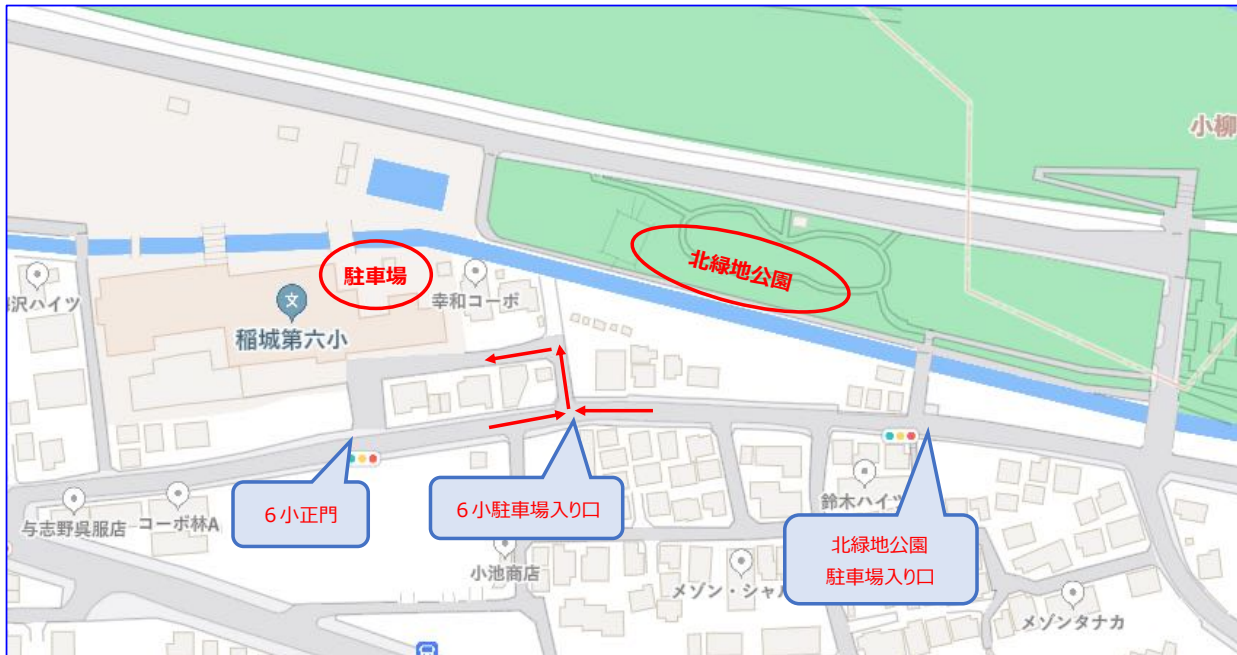 小柳
駐車場
北緑地公園
沢ハイツ
幸和コーポ
文
稲城第六小
6小正門
6小駐車場入り口
鈴木ハイツ
与志野呉服店
コーポ林A
北緑地公園
駐車場入り口
小池商店
メゾン・シャル
メゾンタナカ